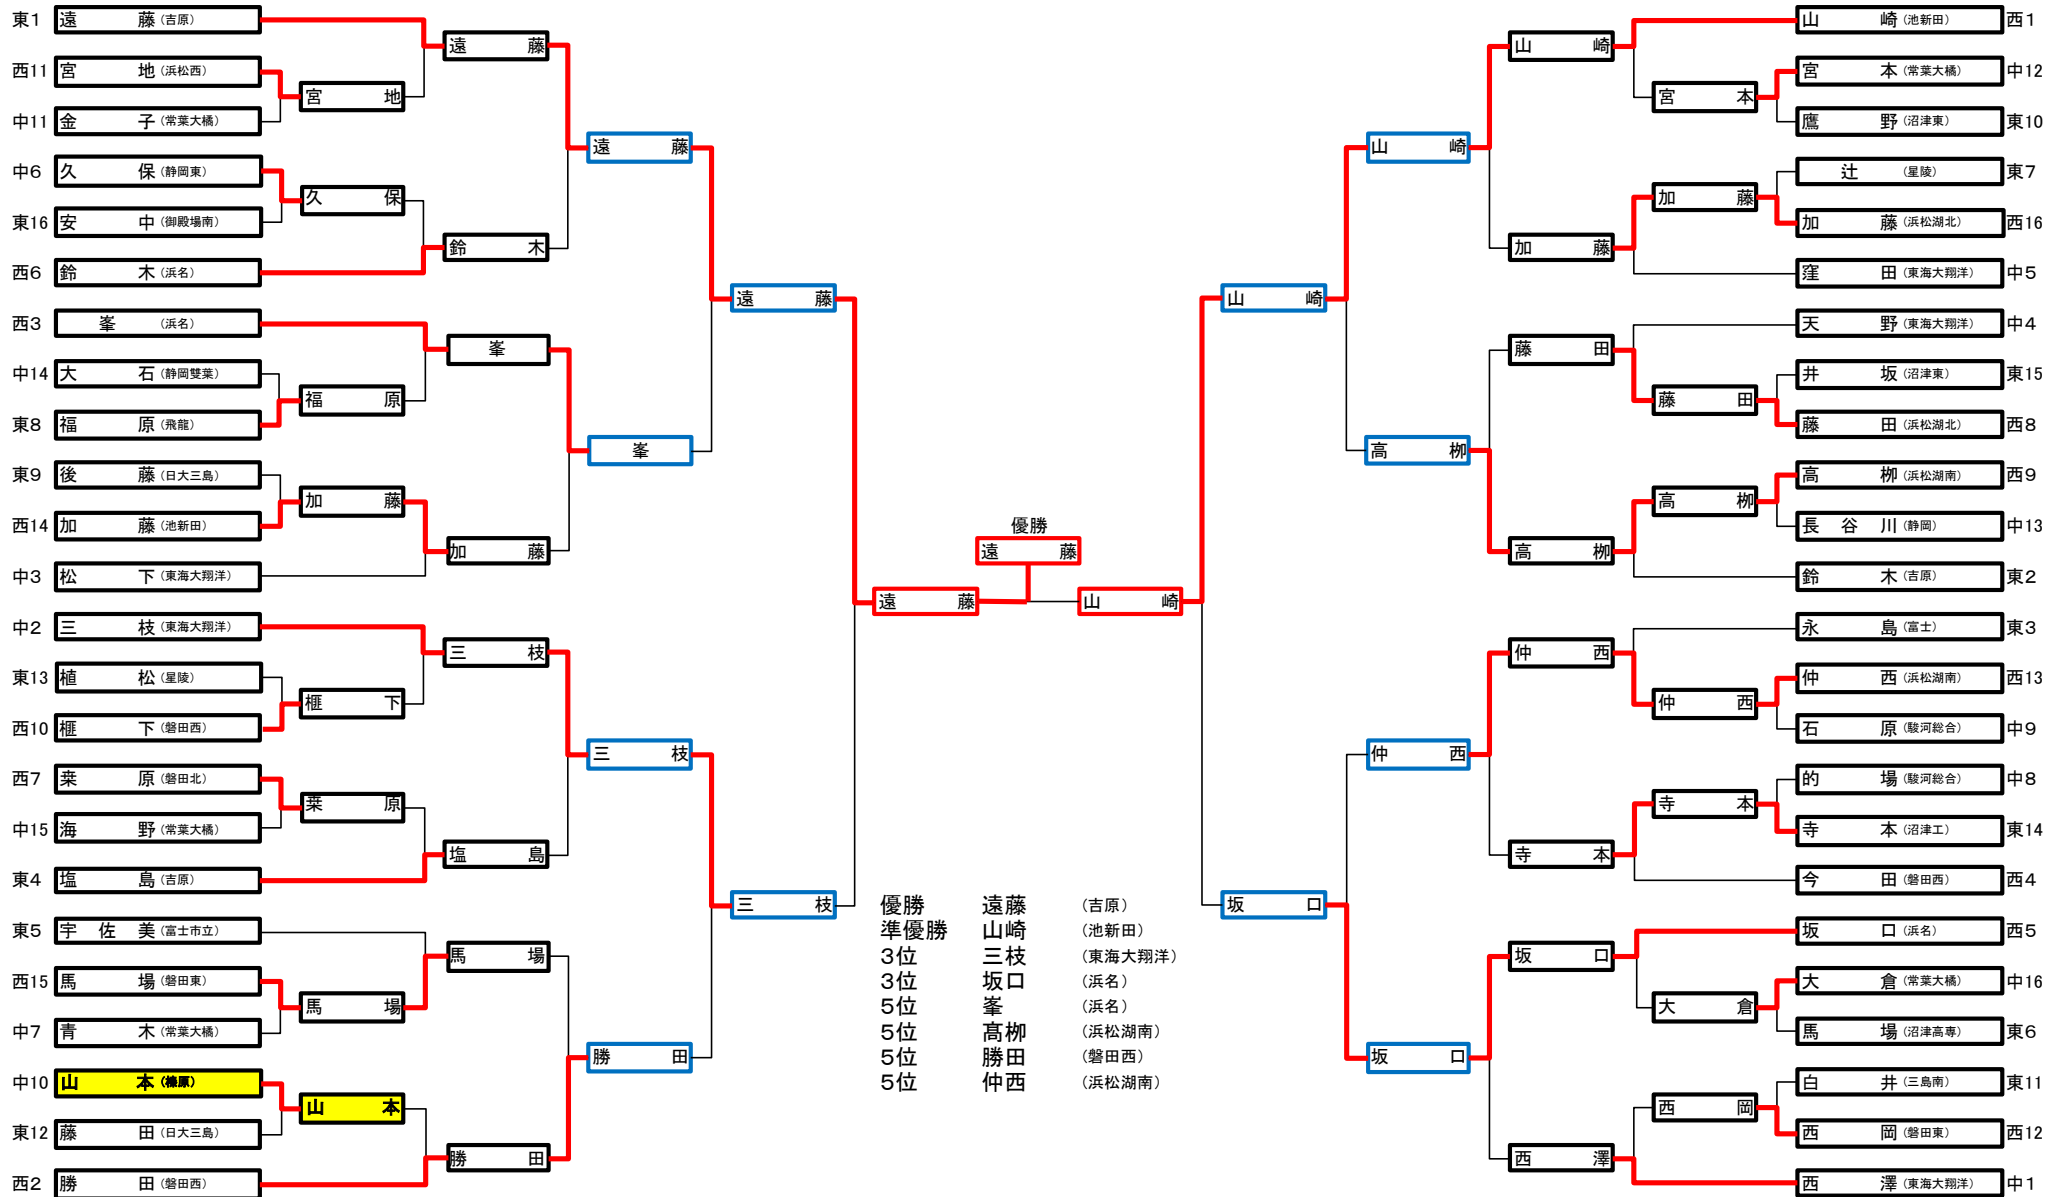 東1 遠藤(吉原)
西11 宮地(浜松西)
中11 金子(常葉大橘)
中6 久保(静岡東)
東16 安中(御殿場南)
西6 鈴木(浜名)
西3 峯(浜名)
中14 大石(静岡雙葉)
東8 福原(飛龍)
東9 後藤(日大三島)
西14 加藤(池新田)
中3 松下(東海大翔洋)
中2 三枝(東海大翔洋)
東13 植松(星陵)
西10 榧下(磐田西)
西7 桒原(磐田北)
中15 海野(常葉大橘)
東4 塩島(吉原)
東5 宇佐美(富士市立)
西15 馬場(磐田東)
中7 青木(常葉大橘)
中10 山本(榛原)
東12 藤田(日大三島)
西2 勝田(磐田西)
宮地
久保
福原
加藤
榧下
桒原
馬場
山本
遠藤
鈴木
峯
加藤
三枝
塩島
馬場
勝田
遠藤
峯
三枝
勝田
遠藤
三枝
遠藤
優勝
遠藤
山崎
優勝 遠藤 (吉原)
準優勝 山崎 (池新田)
3位 三枝 (東海大翔洋)
3位 坂口 (浜名)
5位 峯 (浜名)
5位 髙栁 (浜松湖南)
5位 勝田 (磐田西)
5位 仲西 (浜松湖南)
山崎
坂口
山崎
高栁
仲西
坂口
山崎
加藤
藤田
高栁
仲西
寺本
坂口
西澤
宮本
加藤
藤田
高栁
仲西
寺本
大倉
西岡
山崎(池新田) 西1
宮本(常葉大橘) 中12
鷹野(沼津東) 東10
辻(星陵) 東7
加藤(浜松湖北) 西16
窪田(東海大翔洋) 中5
天野(東海大翔洋) 中4
井坂(沼津東) 東15
藤田(浜松湖北) 西8
高栁(浜松湖南) 西9
長谷川(静岡) 中13
鈴木(吉原) 東2
永島(富士) 東3
仲西(浜松湖南) 西13
石原(駿河総合) 中9
的場(駿河総合) 中8
寺本(沼津工) 東14
今田(磐田西) 西4
坂口(浜名) 西5
大倉(常葉大橘) 中16
馬場(沼津高専) 東6
白井(三島南) 東11
西岡(磐田東) 西12
西澤(東海大翔洋) 中1